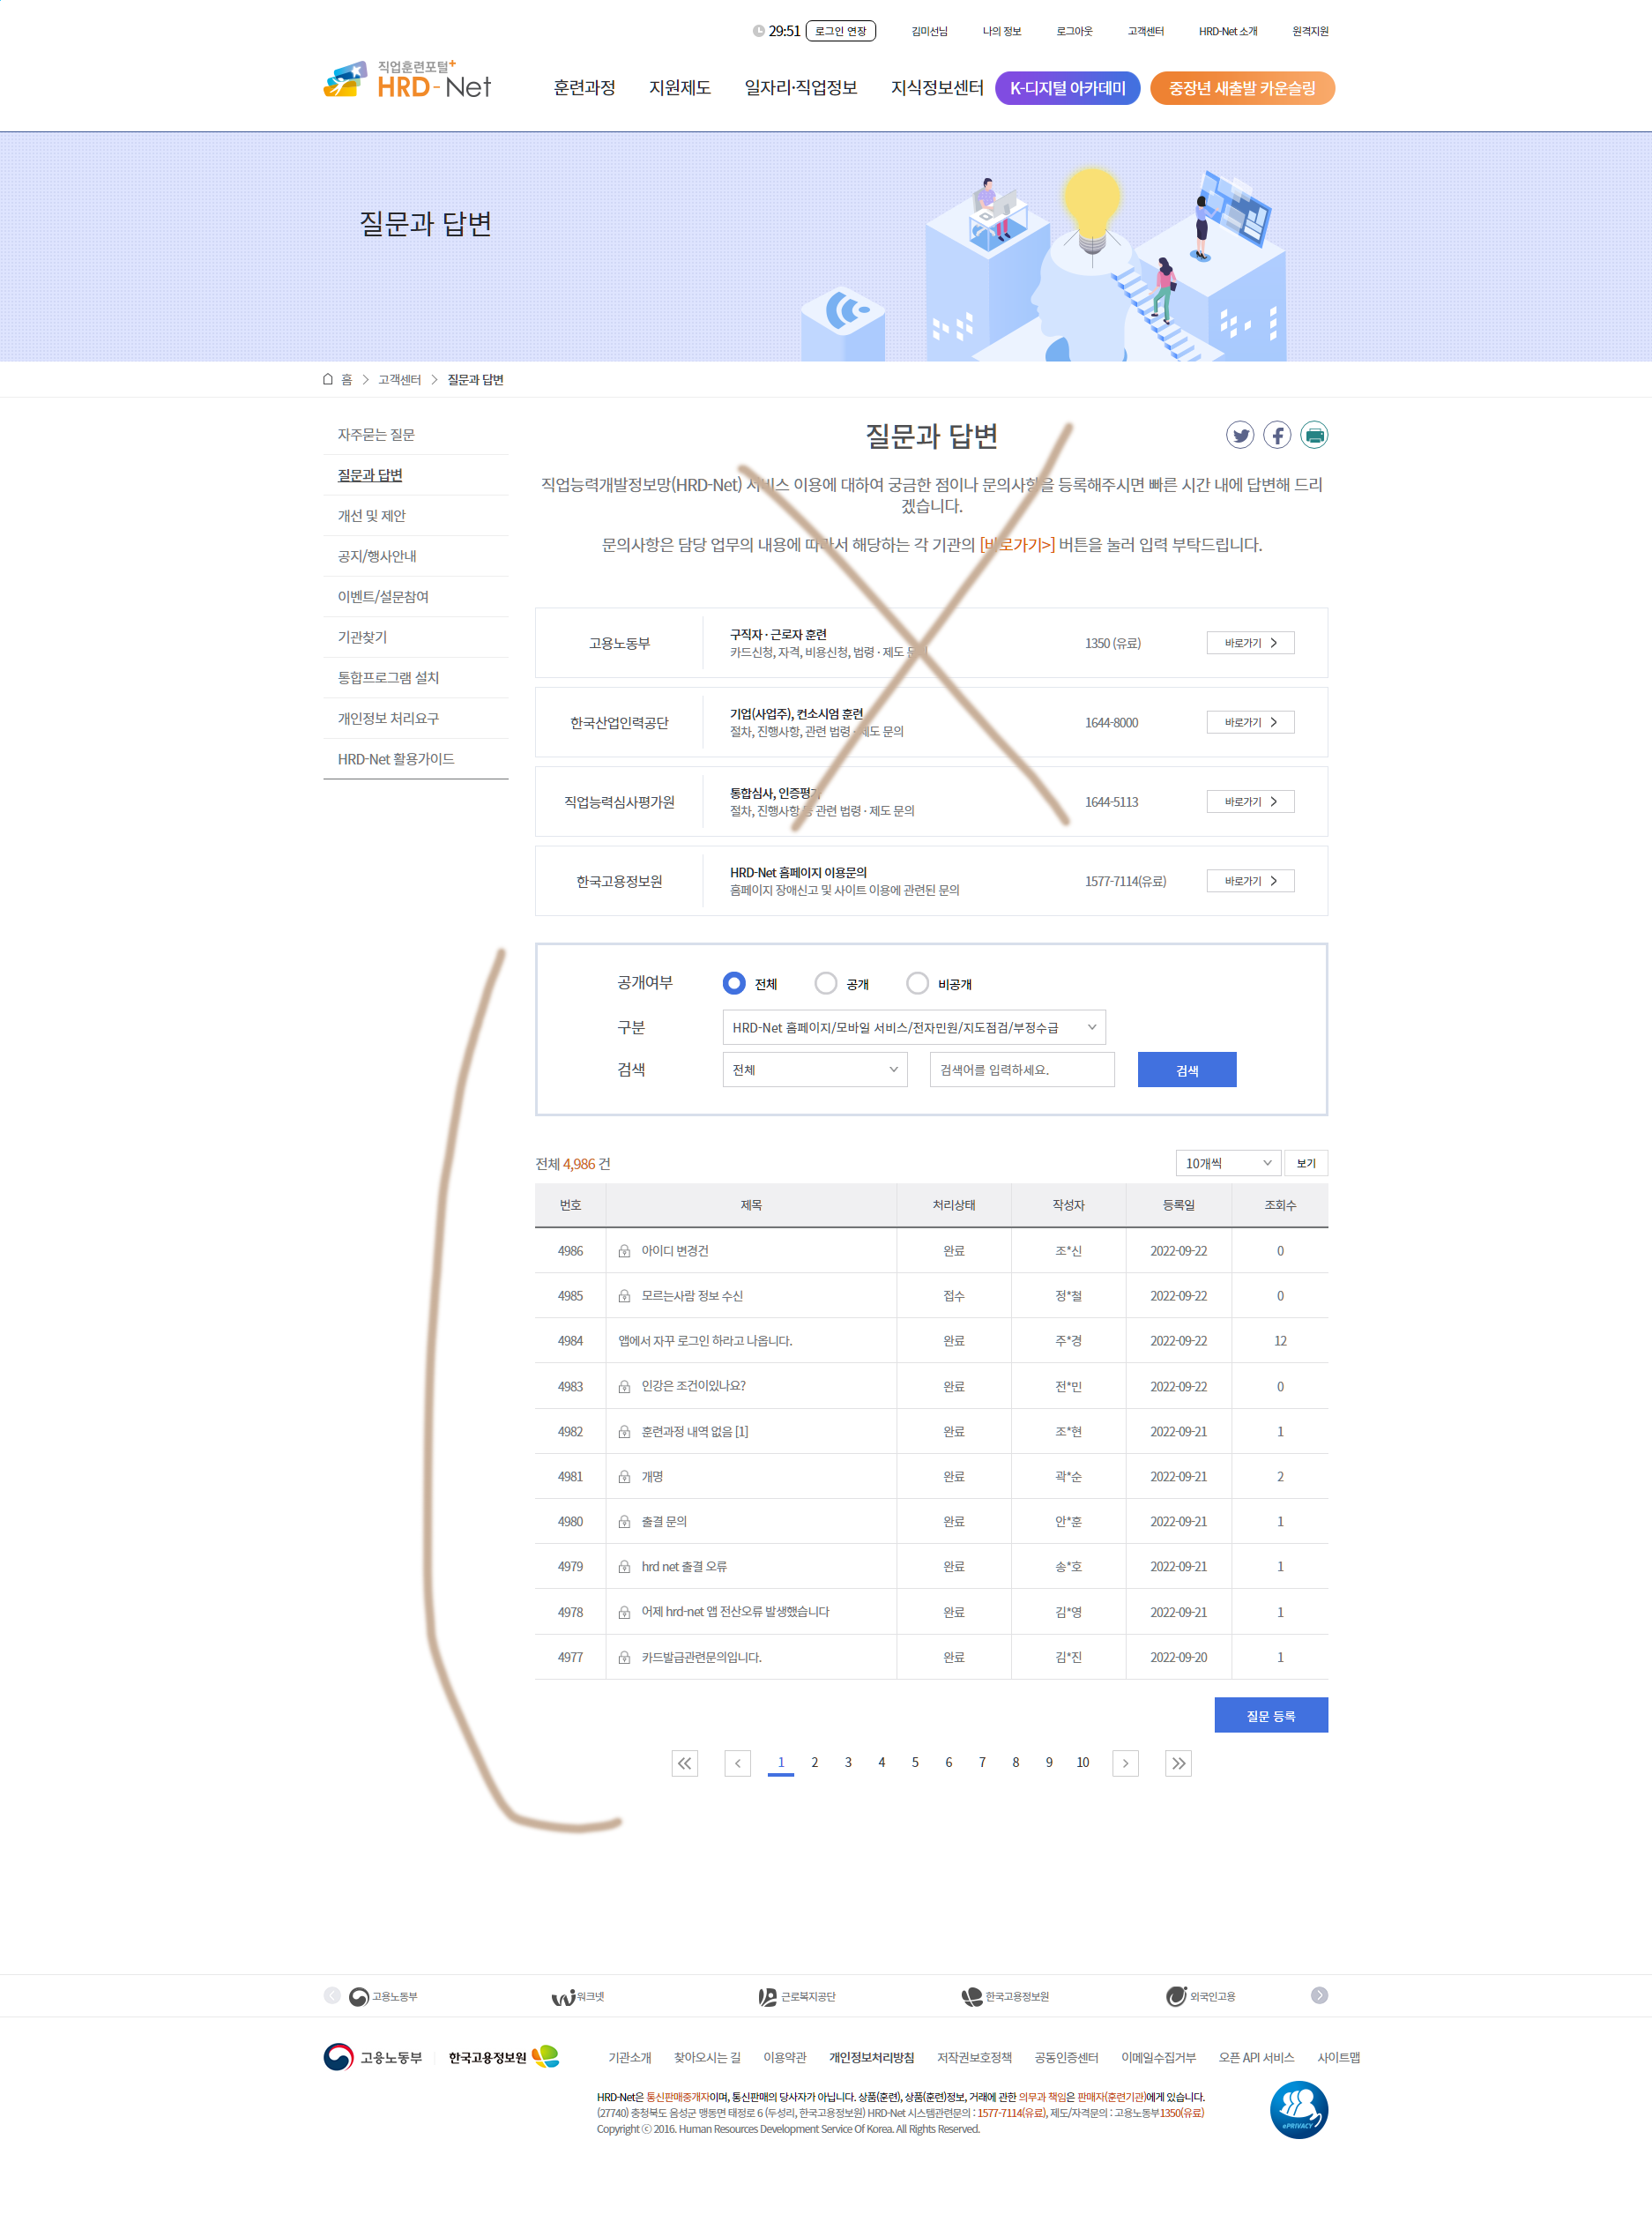 29:51 로그인 연장 김미선님 나의 정보 로그아웃 고객센터 HRD-Net 소개 원격지원
직업훈련포털+
HRD-Net
훈련과정 지원제도 일자리·직업정보 지식정보센터 K-디지털 아카데미 중장년 새출발 카운슬링
질문과 답변
홈 고객센터 질문과 답변
자주묻는 질문
질문과 답변
개선 및 제안
공지/행사안내
이벤트/설문참여
기관찾기
통합프로그램 설치
개인정보 처리요구
HRD-Net 활용가이드
질문과 답변
직업능력개발정보망(HRD-Net) 서비스 이용에 대하여 궁금한 점이나 문의사항을 등록해주시면 빠른 시간 내에 답변해 드리
겠습니다.
문의사항은 담당 업무의 내용에 따라서 해당하는 각 기관의 [바로가기>] 버튼을 눌러 입력 부탁드립니다.
고용노동부
구직자 · 근로자 훈련
카드신청, 자격, 비용신청, 법령 · 제도 문의
1350 (유료)
바로가기
한국산업인력공단
기업(사업주), 컨소시엄 훈련
절차, 진행사항, 관련 법령 · 제도 문의
1644-8000
바로가기
직업능력심사평가원
통합심사, 인증평가
절차, 진행사항 등 관련 법령 · 제도 문의
1644-5113
바로가기
한국고용정보원
HRD-Net 홈페이지 이용문의
홈페이지 장애신고 및 사이트 이용에 관련된 문의
1577-7114(유료)
바로가기
공개여부 전체 공개 비공개
구분 HRD-Net 홈페이지/모바일 서비스/전자민원/지도점검/부정수급
검색 전체 검색어를 입력하세요. 검색
전체 4,986 건 10개씩 보기
번호 제목 처리상태 작성자 등록일 조회수
4986 아이디 변경건 완료 조*신 2022-09-22 0
4985 모르는사람 정보 수신 접수 정*철 2022-09-22 0
4984 앱에서 자꾸 로그인 하라고 나옵니다. 완료 주*경 2022-09-22 12
4983 인강은 조건이있나요? 완료 전*민 2022-09-22 0
4982 훈련과정 내역 없음 [1] 완료 조*현 2022-09-21 1
4981 개명 완료 곽*순 2022-09-21 2
4980 출결 문의 완료 안*훈 2022-09-21 1
4979 hrd net 출결 오류 완료 송*호 2022-09-21 1
4978 어제 hrd-net 앱 전산오류 발생했습니다 완료 김*영 2022-09-21 1
4977 카드발급관련문의입니다. 완료 김*진 2022-09-20 1
질문 등록
1 2 3 4 5 6 7 8 9 10
고용노동부 워크넷 근로복지공단 한국고용정보원 외국인고용
고용노동부 한국고용정보원 기관소개 찾아오시는 길 이용약관 개인정보처리방침 저작권보호정책 공동인증센터 이메일수집거부 오픈 API 서비스 사이트맵
HRD-Net은 통신판매중개자이며, 통신판매의 당사자가 아닙니다. 상품(훈련), 상품(훈련)정보, 거래에 관한 의무과 책임은 판매자(훈련기관)에게 있습니다.
(27740) 충청북도 음성군 맹동면 태정로 6 (두성리, 한국고용정보원) HRD-Net 시스템관련문의 : 1577-7114(유료), 제도/자격문의 : 고용노동부1350(유료)
Copyright ⓒ 2016. Human Resources Development Service Of Korea. All Rights Reserved.
ePRIVACY